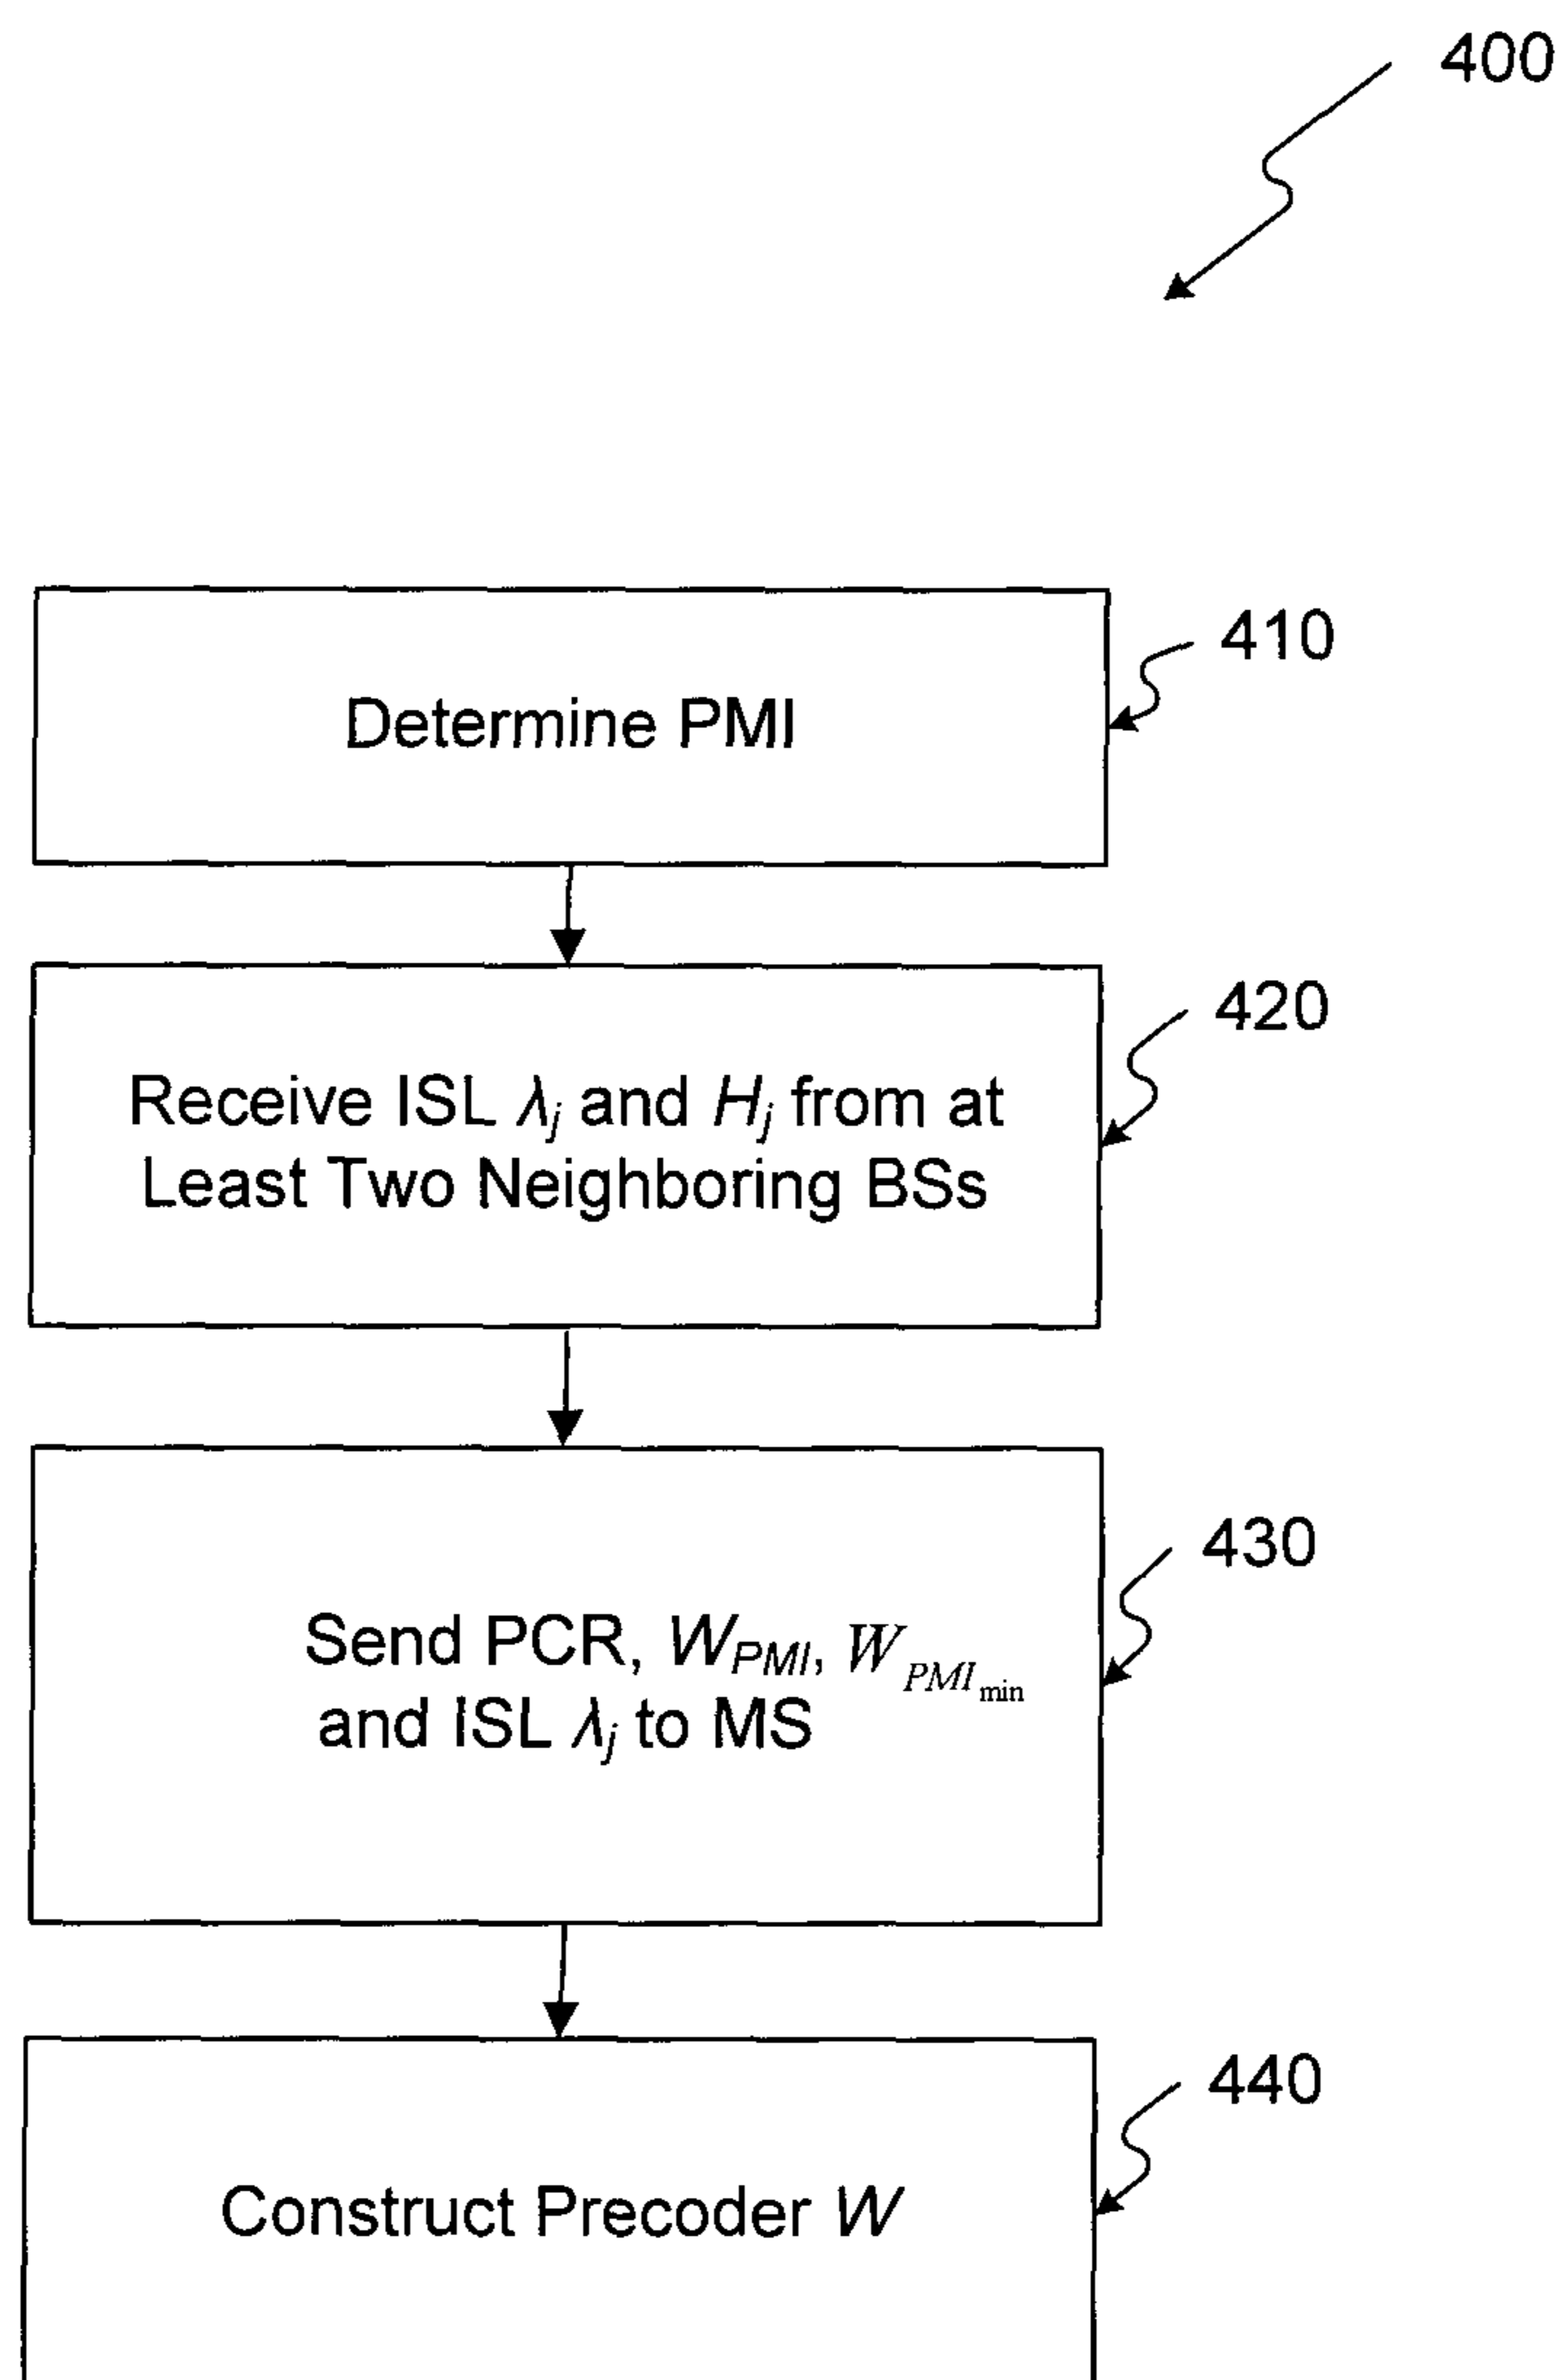 400
Determine PMI
410
Receive ISL λj and Hj from at
Least Two Neighboring BSs
420
Send PCR, WPMI, WPMImin
and ISL λj to MS
430
Construct Precoder W
440